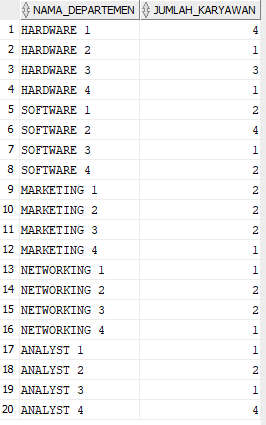 NAMA_DEPARTEMEN JUMLAH_KARYAWAN
1 HARDWARE 1 4
2 HARDWARE 2 1
3 HARDWARE 3 3
4 HARDWARE 4 1
5 SOFTWARE 1 2
6 SOFTWARE 2 4
7 SOFTWARE 3 1
8 SOFTWARE 4 2
9 MARKETING 1 2
10 MARKETING 2 2
11 MARKETING 3 2
12 MARKETING 4 1
13 NETWORKING 1 1
14 NETWORKING 2 2
15 NETWORKING 3 2
16 NETWORKING 4 1
17 ANALYST 1 1
18 ANALYST 2 2
19 ANALYST 3 1
20 ANALYST 4 4